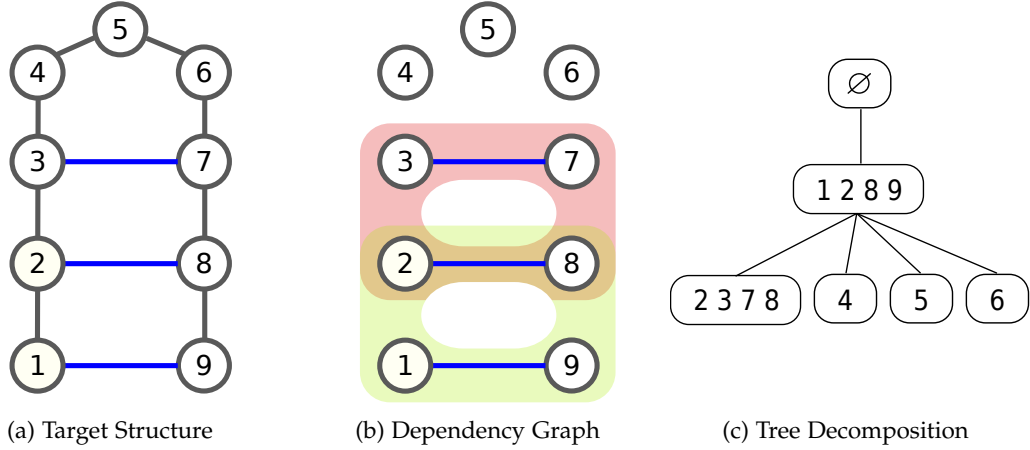 5
4 6
3 7
2 8
1 9
(a) Target Structure
5
4 6
3 7
2 8
1 9
(b) Dependency Graph
∅
1 2 8 9
2 3 7 8 4 5 6
(c) Tree Decomposition